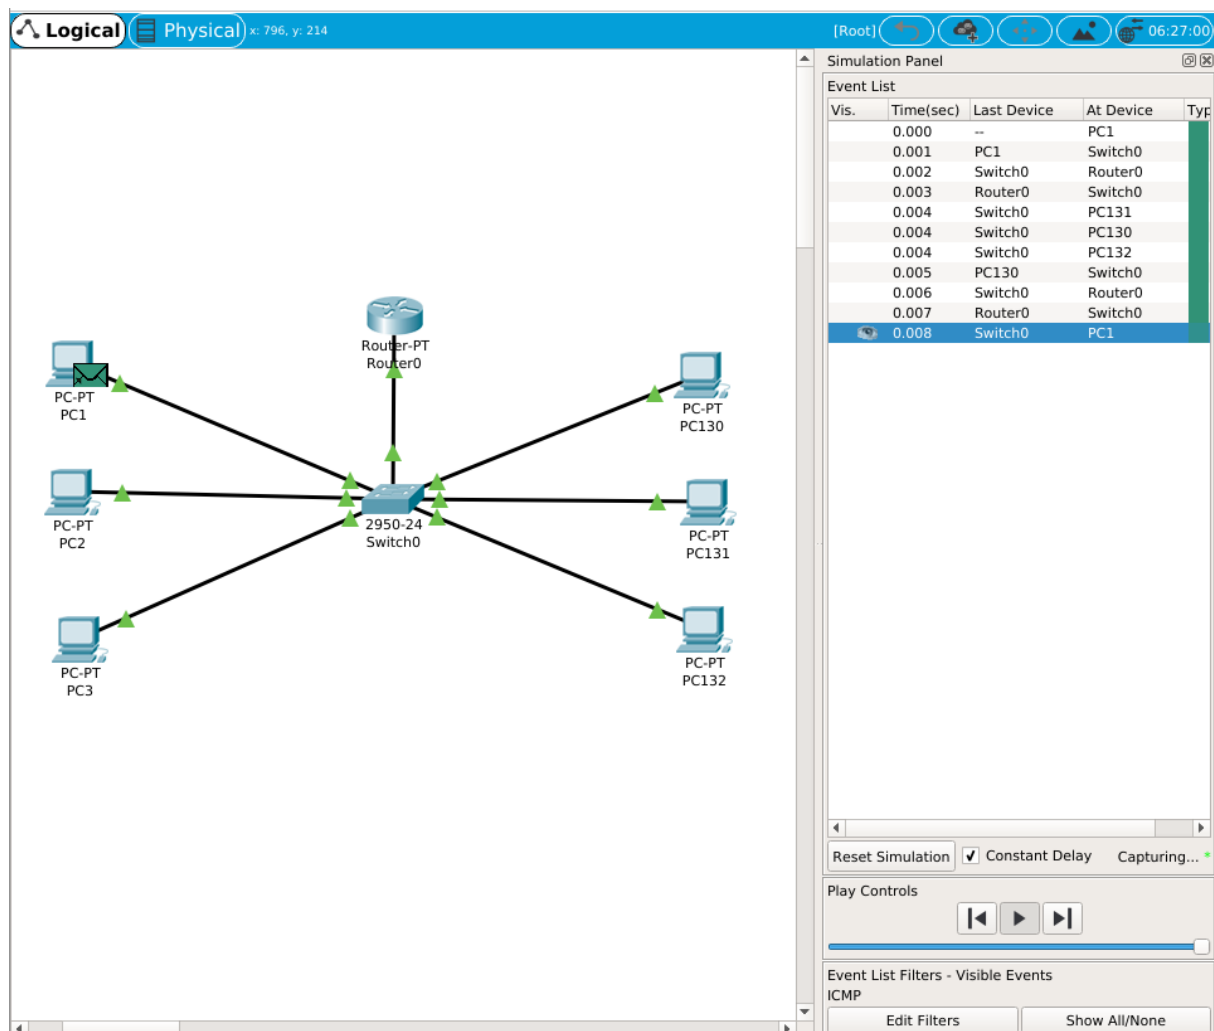 Logical Physical x: 796, y: 214 [Root] 06:27:00
Simulation Panel
Event List
Vis. Time(sec) Last Device At Device Typ
0.000 -- PC1
0.001 PC1 Switch0
0.002 Switch0 Router0
0.003 Router0 Switch0
0.004 Switch0 PC131
0.004 Switch0 PC130
0.004 Switch0 PC132
0.005 PC130 Switch0
0.006 Switch0 Router0
0.007 Router0 Switch0
0.008 Switch0 PC1
Router-PT
Router0
PC-PT
PC1
PC-PT
PC130
PC-PT
PC2
2950-24
Switch0
PC-PT
PC131
PC-PT
PC3
PC-PT
PC132
Reset Simulation Constant Delay Capturing... *
Play Controls
Event List Filters - Visible Events
ICMP
Edit Filters Show All/None